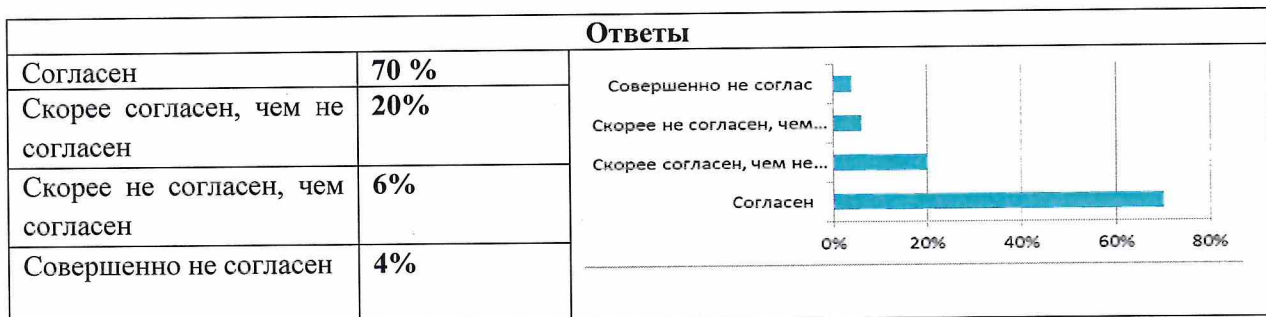 Ответы
Согласен 70 %
Скорее согласен, чем не 20%
согласен
Скорее не согласен, чем 6%
согласен
Совершенно не согласен 4%
Совершенно не соглас
Скорее не согласен, чем...
Скорее согласен, чем не...
Согласен
0% 20% 40% 60% 80%